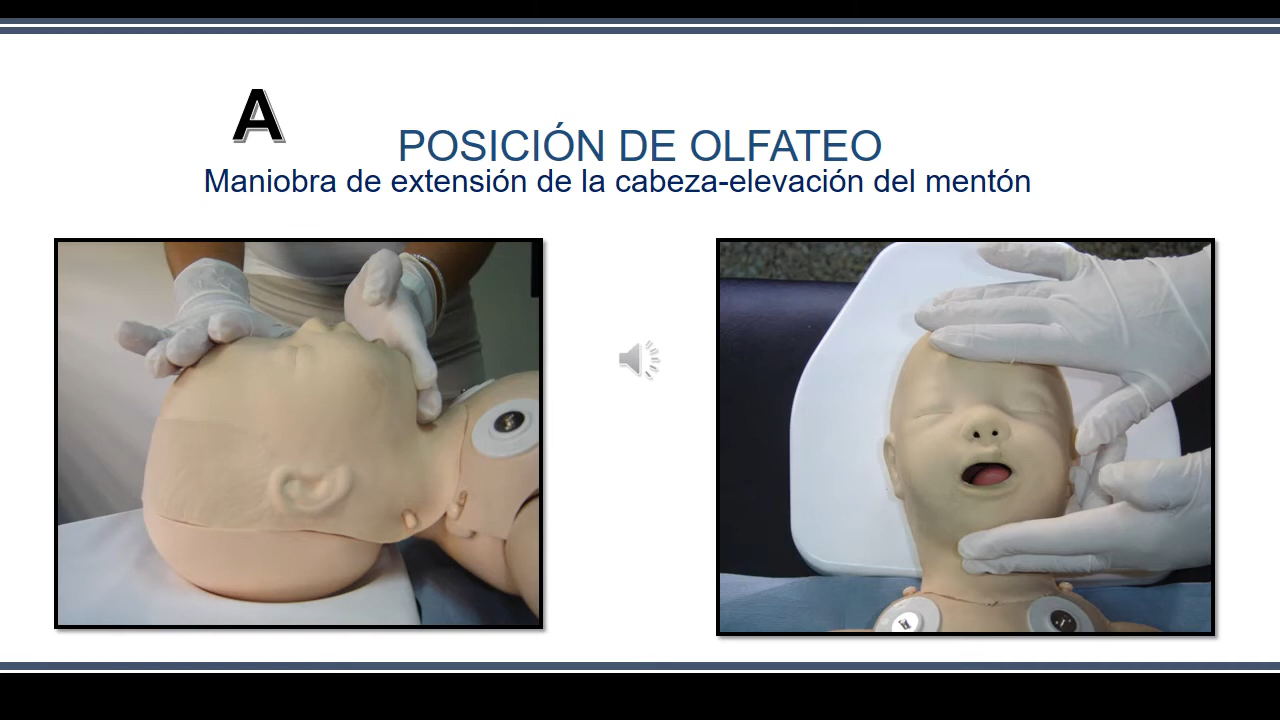 A
POSICIÓN DE OLFATEO
Maniobra de extensión de la cabeza-elevación del mentón